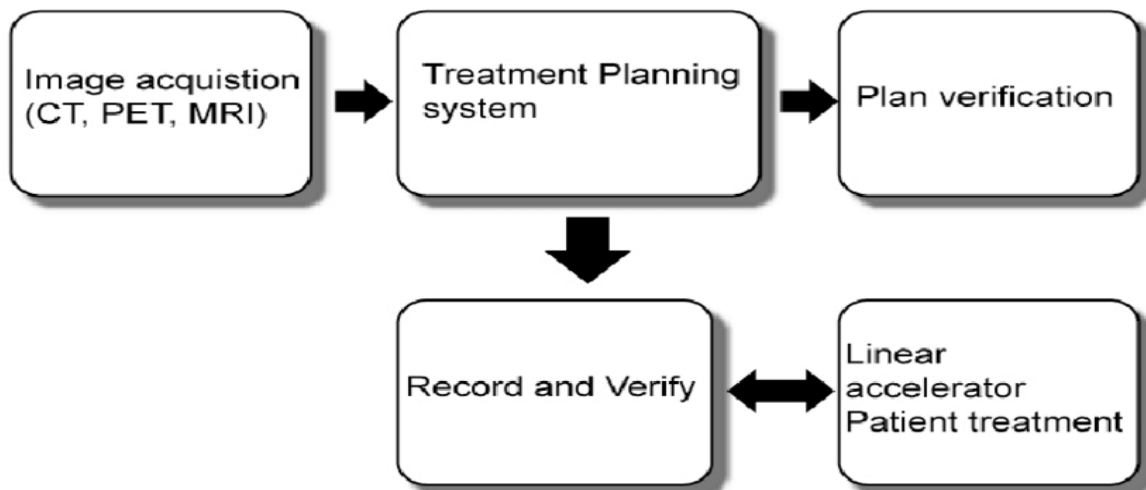 Image acquistion
(CT, PET, MRI)
Treatment Planning
system
Plan verification
Record and Verify
Linear
accelerator
Patient treatment